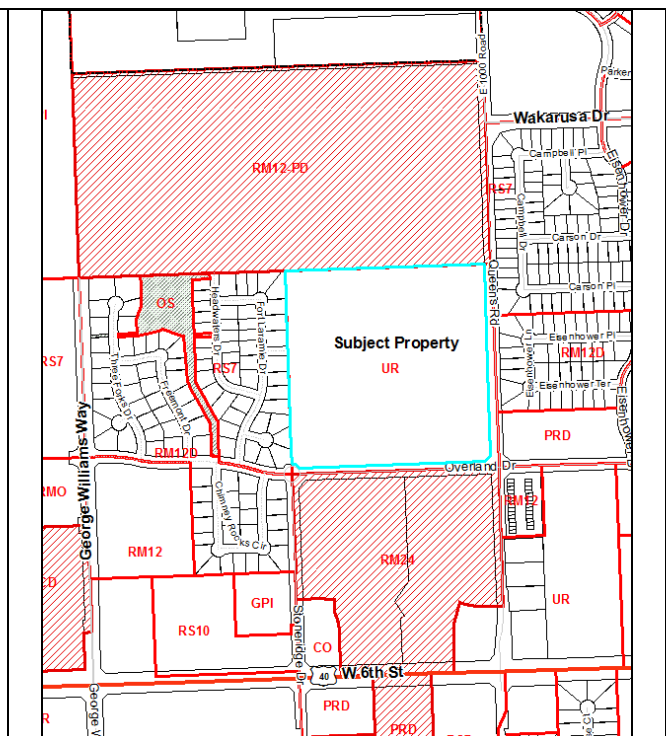 E 1000 Road
Parker
Wakarusa Dr
Campbell Pl
Eisenhower Dr
RM12-PD
RS7
Campbell Dr
Carson Dr
Queens Rd
Carson Pl
OS
Headwaters Dr
Fort Laramie Dr
Subject Property
UR
Eisenhower Ln
Eisenhower Pl
RM12D
RS7
RS7
Three Forks Dr
Freemont Dr
Eisenhower Ter
George Williams Way
RM12D
PRD
Overland Dr
Chimney Rocks Cir
RM12
RM12
RM24
UR
GPI
RS10
Stoneridge Dr
CO
40
W 6th St
PRD
PRD